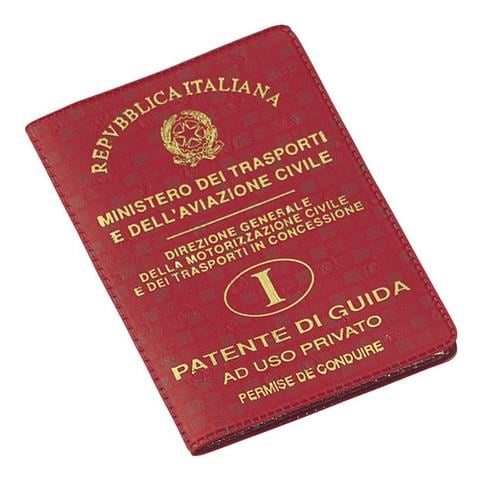 REPVBBLICA ITALIANA
MINISTERO DEI TRASPORTI
E DELL'AVIAZIONE CIVILE
DIREZIONE GENERALE
DELLA MOTORIZZAZIONE CIVILE
E DEI TRASPORTI IN CONCESSIONE
I
PATENTE DI GUIDA
AD USO PRIVATO
PERMISE DE CONDUIRE